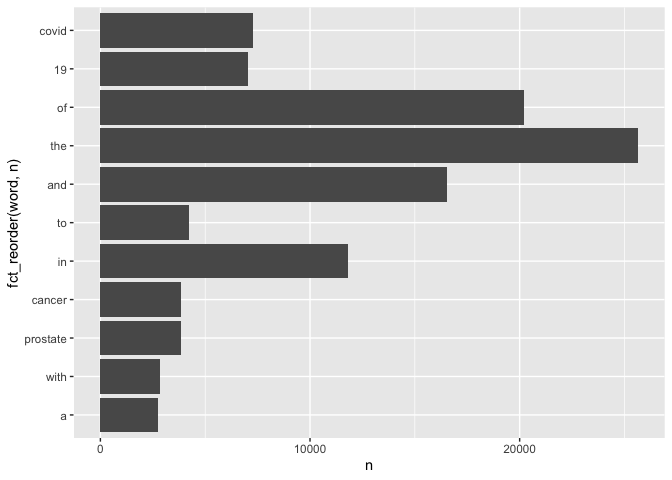 covid
19
of
the
and
to
in
cancer
prostate
with
a
fct_reorder(word, n)
0 10000 20000
n